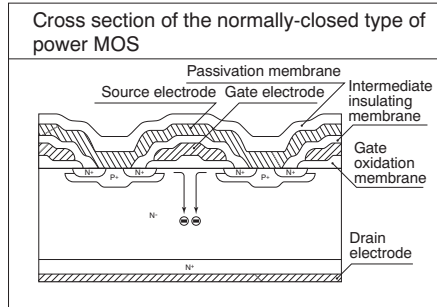 Cross section of the normally-closed type of
power MOS
Passivation membrane
Source electrode
Gate electrode
Intermediate
insulating
membrane
Gate
oxidation
membrane
N+
N+
N+
N+
P+
P+
N-
Drain
electrode
N+